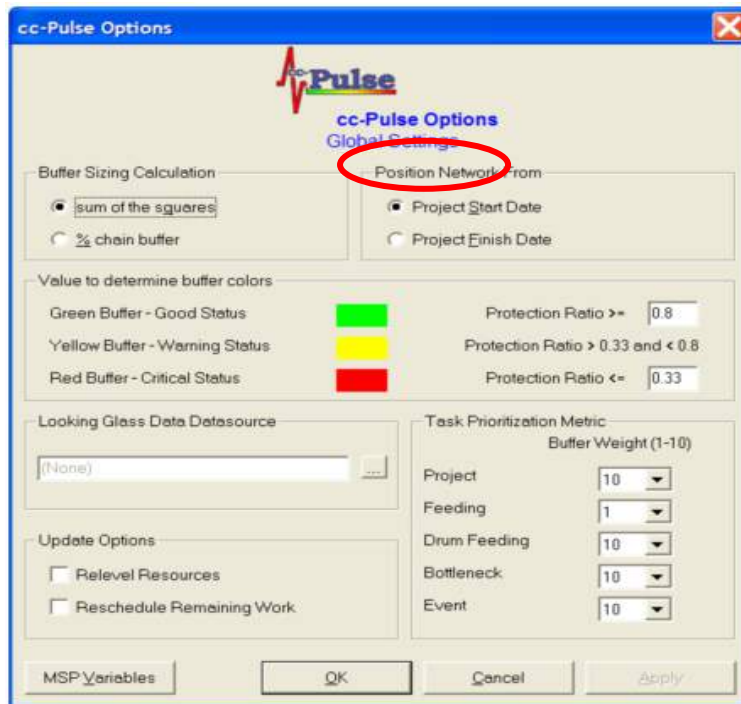 cc-Pulse Options
cc-Pulse
cc-Pulse Options
Global Settings
Buffer Sizing Calculation
sum of the squares
% chain buffer
Position Network From
Project Start Date
Project Finish Date
Value to determine buffer colors
Green Buffer - Good Status Protection Ratio >= 0.8
Yellow Buffer - Warning Status Protection Ratio > 0.33 and < 0.8
Red Buffer - Critical Status Protection Ratio <= 0.33
Looking Glass Data Datasource
(None) ...
Update Options
Relevel Resources
Reschedule Remaining Work
Task Prioritization Metric
Buffer Weight (1-10)
Project 10
Feeding 1
Drum Feeding 10
Bottleneck 10
Event 10
MSP Variables OK Cancel Apply